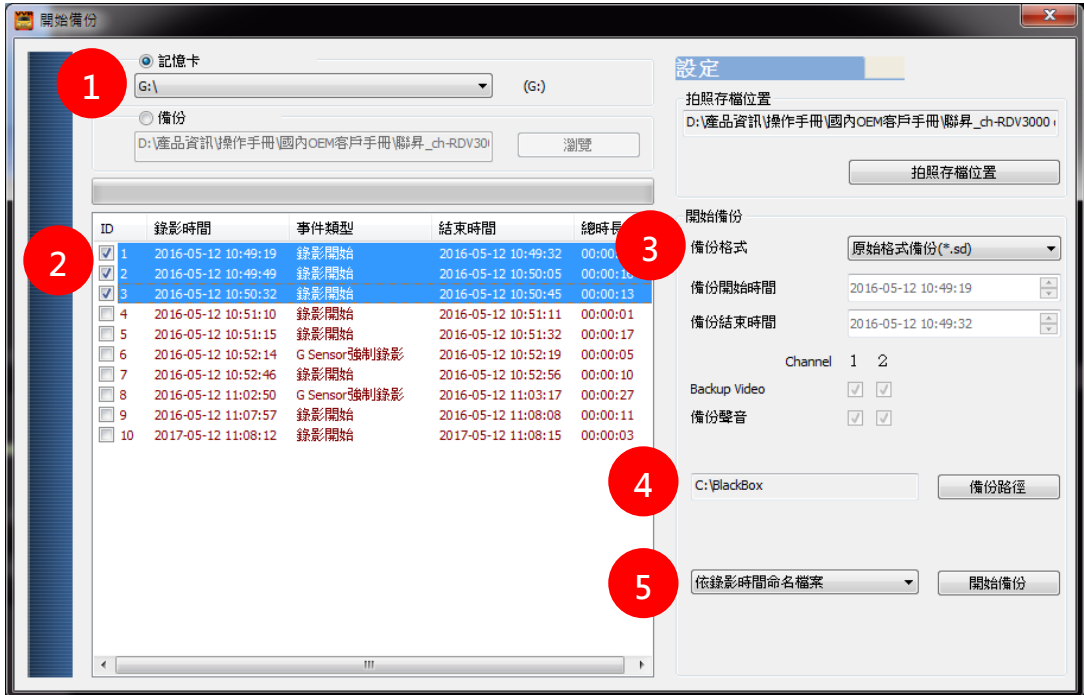 開始備份
1
記憶卡
G:\
(G:)
備份
D:\產品資訊\操作手冊\國內OEM客戶手冊\聯昇_ch-RDV300
瀏覽
ID 錄影時間 事件類型 結束時間 總時長
2
1 2016-05-12 10:49:19 錄影開始 2016-05-12 10:49:32 00:00
2 2016-05-12 10:49:49 錄影開始 2016-05-12 10:50:05 00:00:16
3 2016-05-12 10:50:32 錄影開始 2016-05-12 10:50:45 00:00:13
4 2016-05-12 10:51:10 錄影開始 2016-05-12 10:51:11 00:00:01
5 2016-05-12 10:51:15 錄影開始 2016-05-12 10:51:32 00:00:17
6 2016-05-12 10:52:14 G Sensor強制錄影 2016-05-12 10:52:19 00:00:05
7 2016-05-12 10:52:46 錄影開始 2016-05-12 10:52:56 00:00:10
8 2016-05-12 11:02:50 G Sensor強制錄影 2016-05-12 11:03:17 00:00:27
9 2016-05-12 11:07:57 錄影開始 2016-05-12 11:08:08 00:00:11
10 2017-05-12 11:08:12 錄影開始 2017-05-12 11:08:15 00:00:03
設定
拍照存檔位置
D:\產品資訊\操作手冊\國內OEM客戶手冊\聯昇_ch-RDV3000
拍照存檔位置
開始備份
3
備份格式 原始格式備份(*.sd)
備份開始時間 2016-05-12 10:49:19
備份結束時間 2016-05-12 10:49:32
Channel 1 2
Backup Video
備份聲音
4
C:\BlackBox 備份路徑
5
依錄影時間命名檔案 開始備份